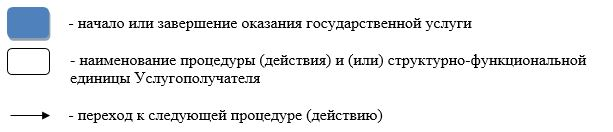 - начало или завершение оказания государственной услуги
- наименование процедуры (действия) и (или) структурно-функциональной
единицы Услугополучателя
- переход к следующей процедуре (действию)